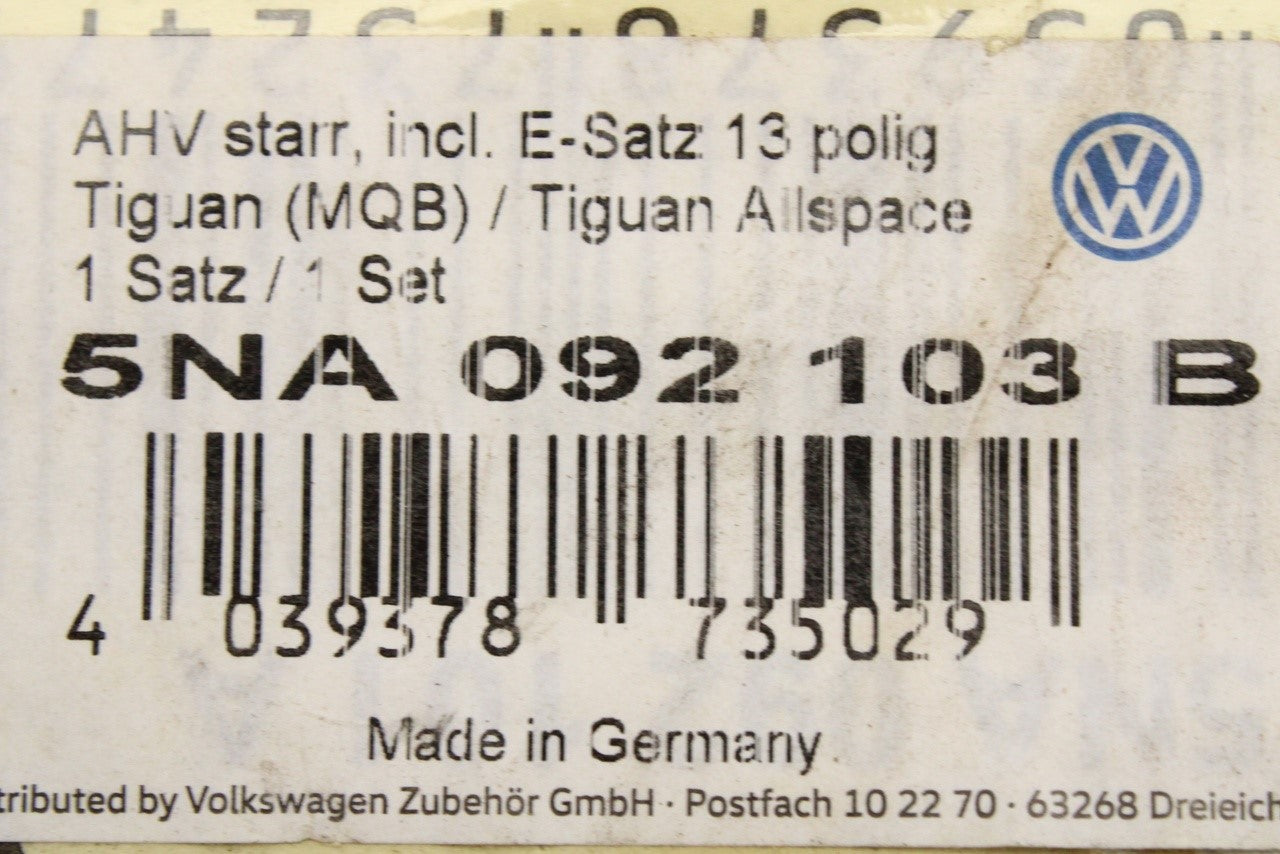 AHV starr, incl. E-Satz 13 polig
Tiguan (MQB) / Tiguan Allspace
1 Satz / 1 Set
5NA 092 103 B
4 039378 735029
Made in Germany
tributed by Volkswagen Zubehör GmbH · Postfach 10 22 70 · 63268 Dreieich